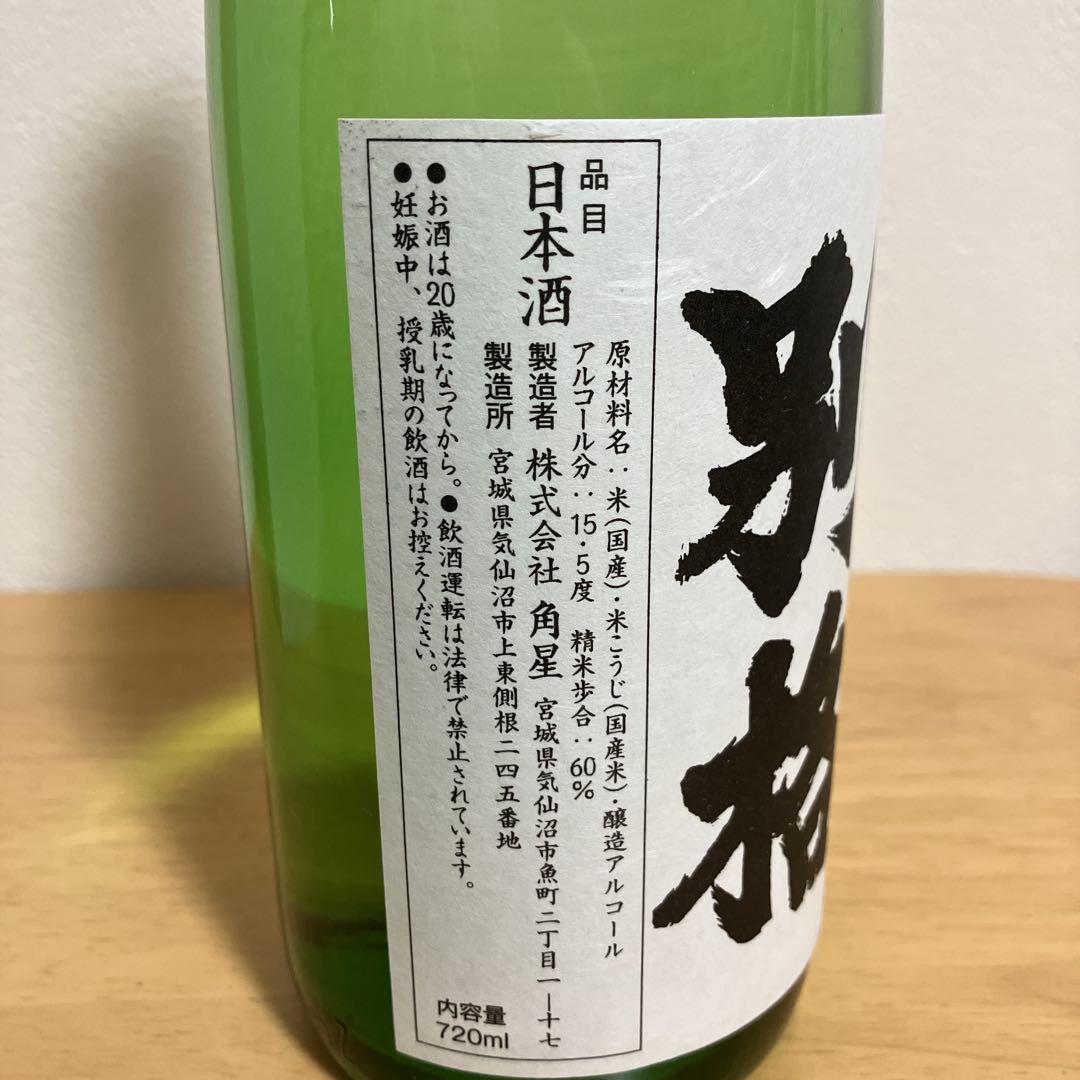 別格
品目
日本酒
原材料名：米(国産)・米こうじ(国産米)・醸造アルコール
アルコール分：15・5度 精米歩合：60%
製造者 株式会社 角星 宮城県気仙沼市魚町二丁目一―十七
製造所 宮城県気仙沼市上東側根二四五番地
●お酒は20歳になってから。●飲酒運転は法律で禁止されています。
●妊娠中、授乳期の飲酒はお控えください。
内容量
720ml